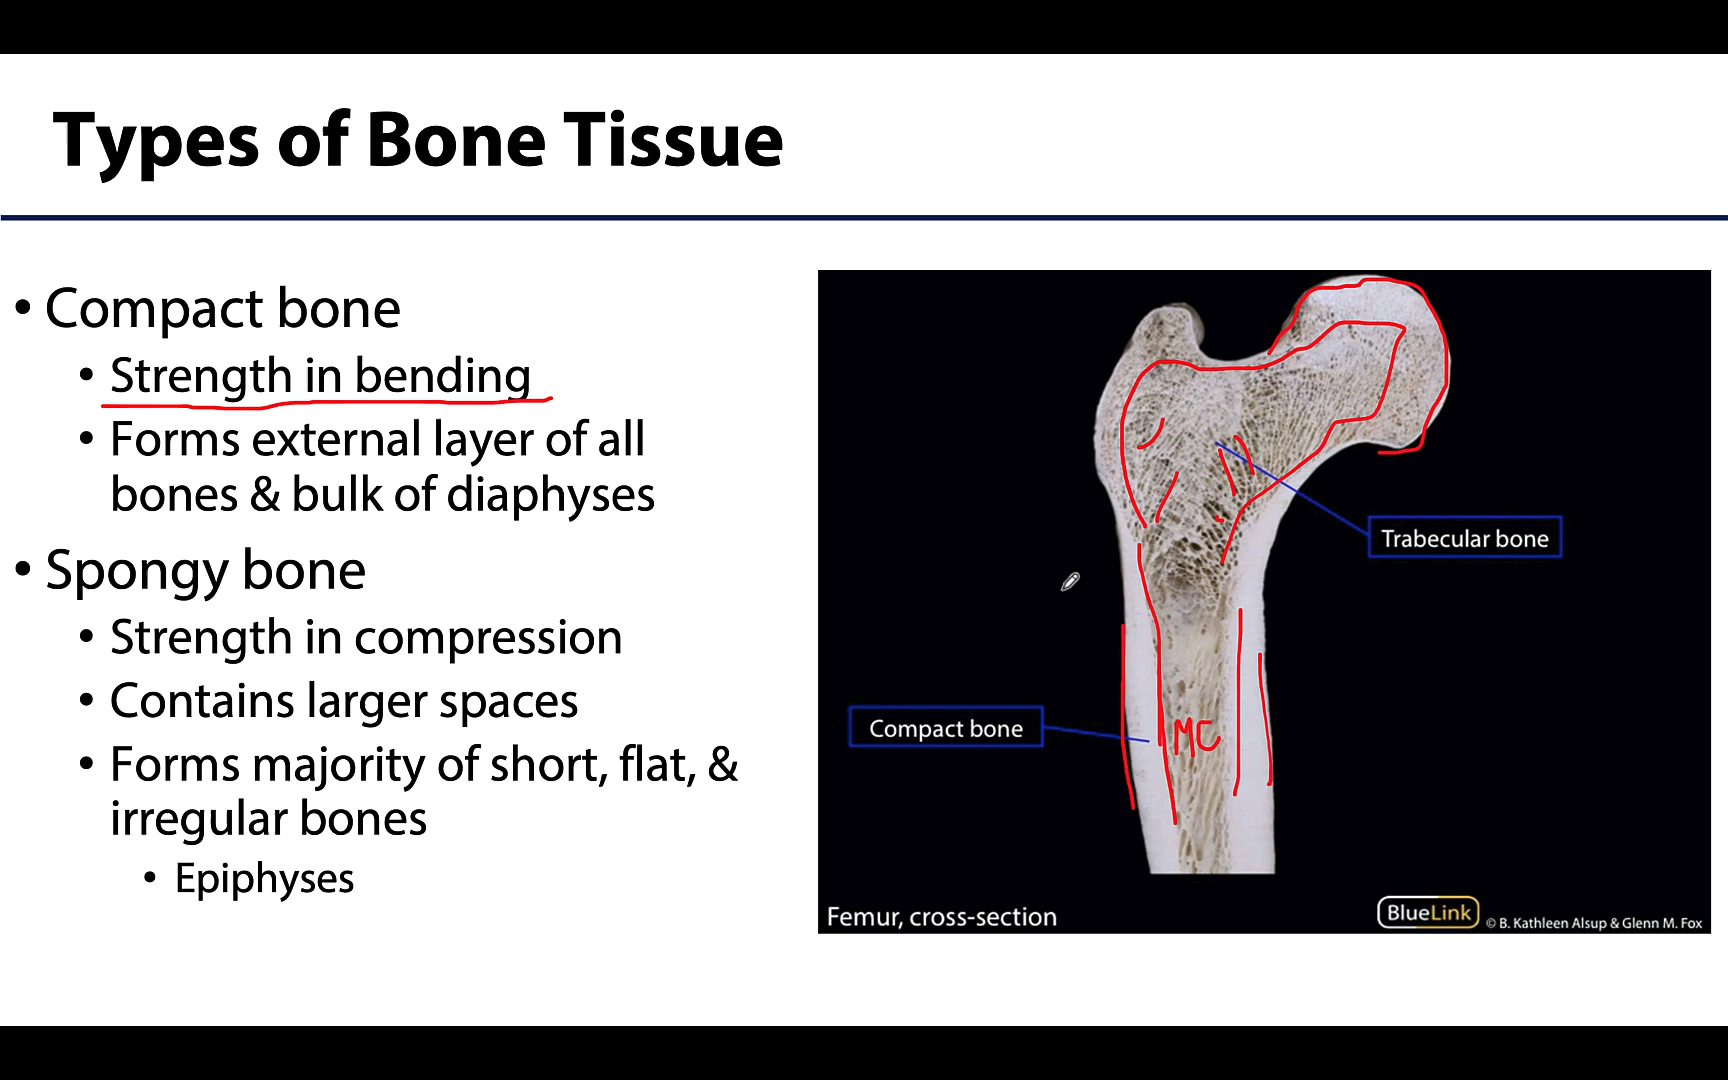 Types of Bone Tissue
• Compact bone
• Strength in bending
• Forms external layer of all
bones & bulk of diaphyses
• Spongy bone
• Strength in compression
• Contains larger spaces
• Forms majority of short, flat, &
irregular bones
• Epiphyses
Trabecular bone
Compact bone
MC
Femur, cross-section
BlueLink
© B. Kathleen Alsup & Glenn M. Fox